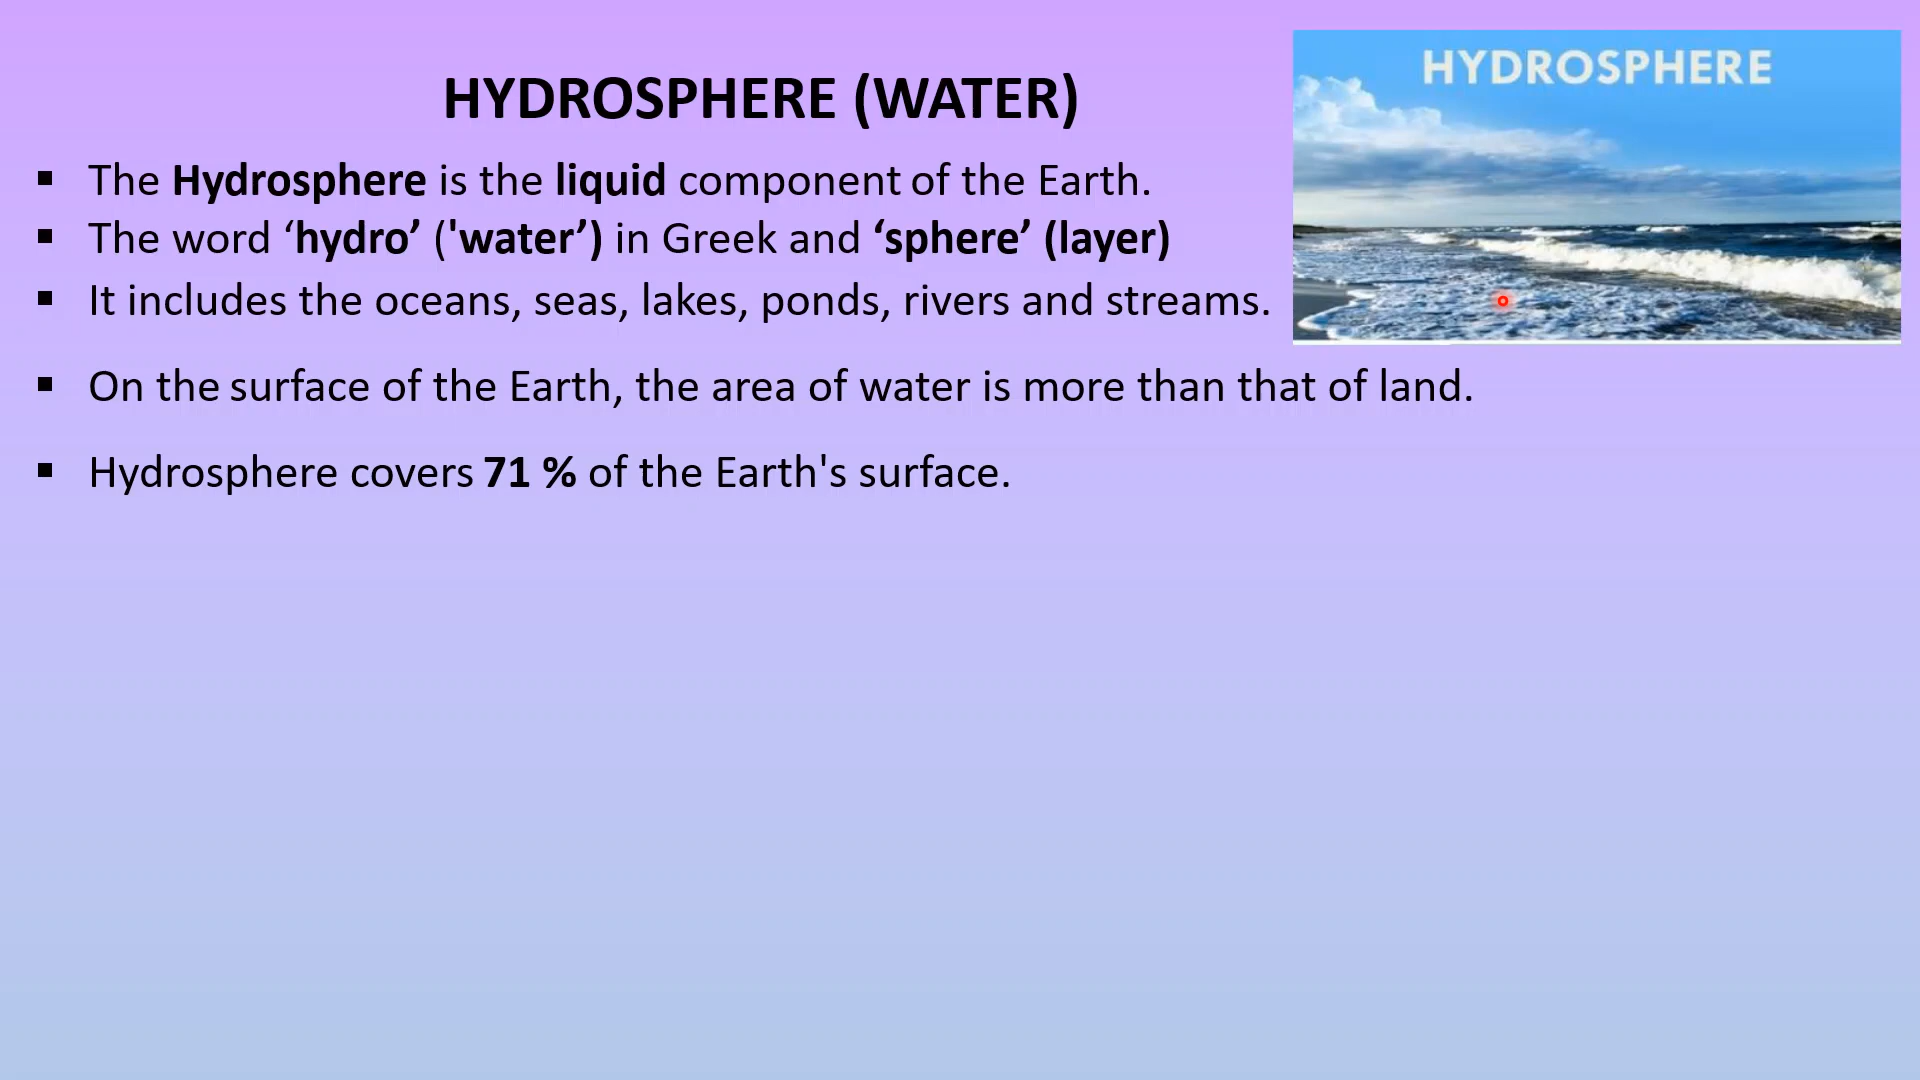 HYDROSPHERE (WATER)
HYDROSPHERE
▪ The Hydrosphere is the liquid component of the Earth.
▪ The word ‘hydro’ ('water’) in Greek and ‘sphere’ (layer)
▪ It includes the oceans, seas, lakes, ponds, rivers and streams.
▪ On the surface of the Earth, the area of water is more than that of land.
▪ Hydrosphere covers 71 % of the Earth's surface.